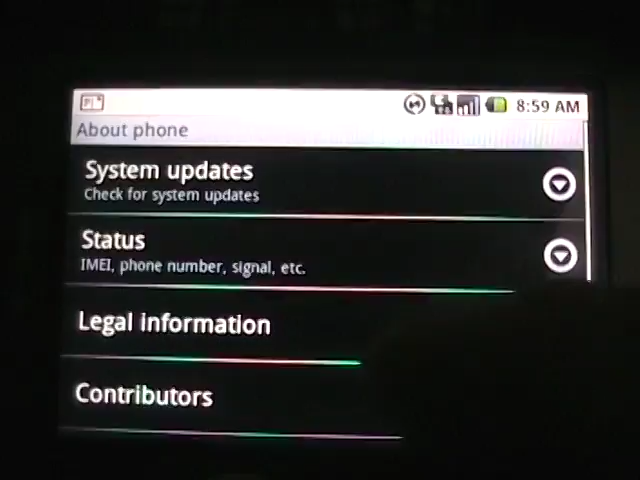 8:59 AM
About phone
System updates
Check for system updates
Status
IMEI, phone number, signal, etc.
Legal information
Contributors